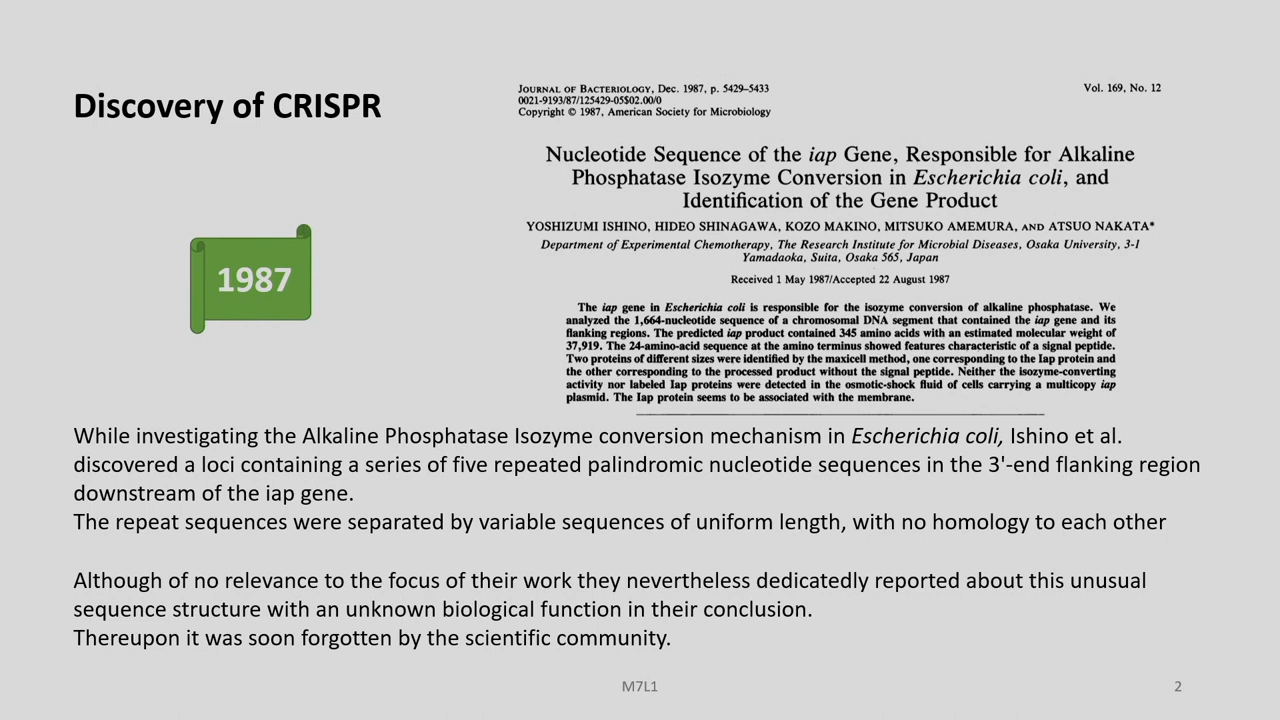 Discovery of CRISPR
1987
JOURNAL OF BACTERIOLOGY, Dec. 1987, p. 5429–5433
Vol. 169, No. 12
0021-9193/87/125429-05$02.00/0
Copyright © 1987, American Society for Microbiology
Nucleotide Sequence of the iap Gene, Responsible for Alkaline
Phosphatase Isozyme Conversion in Escherichia coli, and
Identification of the Gene Product
YOSHIZUMI ISHINO, HIDEO SHINAGAWA, KOZO MAKINO, MITSUKO AMEMURA, AND ATSUO NAKATA*
Department of Experimental Chemotherapy, The Research Institute for Microbial Diseases, Osaka University, 3-1
Yamadaoka, Suita, Osaka 565, Japan
Received 1 May 1987/Accepted 22 August 1987
The iap gene in Escherichia coli is responsible for the isozyme conversion of alkaline phosphatase. We
analyzed the 1,664-nucleotide sequence of a chromosomal DNA segment that contained the iap gene and its
flanking regions. The predicted iap product contained 345 amino acids with an estimated molecular weight of
37,919. The 24-amino-acid sequence at the amino terminus showed features characteristic of a signal peptide.
Two proteins of different sizes were identified by the maxicell method, one corresponding to the Iap protein and
the other corresponding to the processed product without the signal peptide. Neither the isozyme-converting
activity nor labeled Iap proteins were detected in the osmotic-shock fluid of cells carrying a multicopy iap
plasmid. The Iap protein seems to be associated with the membrane.
While investigating the Alkaline Phosphatase Isozyme conversion mechanism in Escherichia coli, Ishino et al.
discovered a loci containing a series of five repeated palindromic nucleotide sequences in the 3'-end flanking region
downstream of the iap gene.
The repeat sequences were separated by variable sequences of uniform length, with no homology to each other
Although of no relevance to the focus of their work they nevertheless dedicatedly reported about this unusual
sequence structure with an unknown biological function in their conclusion.
Thereupon it was soon forgotten by the scientific community.
M7L1
2